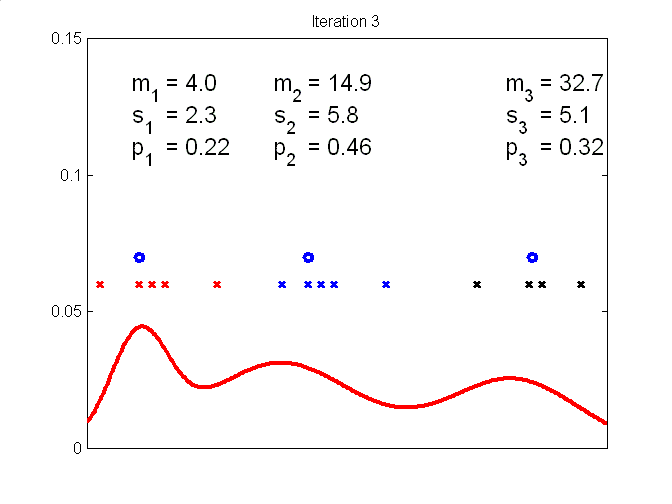 Iteration 3
0.15
m1 = 4.0 m2 = 14.9 m3 = 32.7
s1 = 2.3 s2 = 5.8 s3 = 5.1
p1 = 0.22 p2 = 0.46 p3 = 0.32
0.1
0.05
0